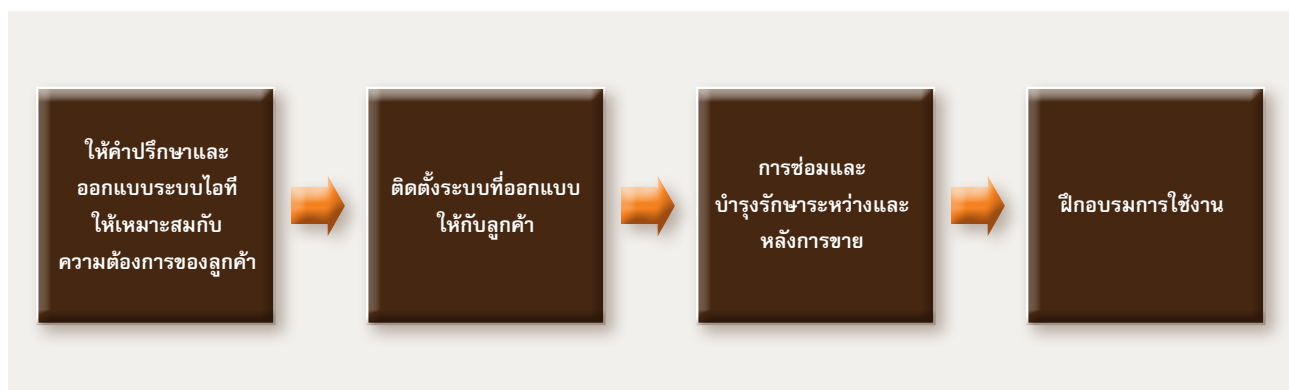 ให้คำปรึกษาและ
ออกแบบระบบไอที
ให้เหมาะสมกับ
ความต้องการของลูกค้า
ติดตั้งระบบที่ออกแบบ
ให้กับลูกค้า
การซ่อมและ
บำรุงรักษาระหว่างและ
หลังการขาย
ฝึกอบรมการใช้งาน